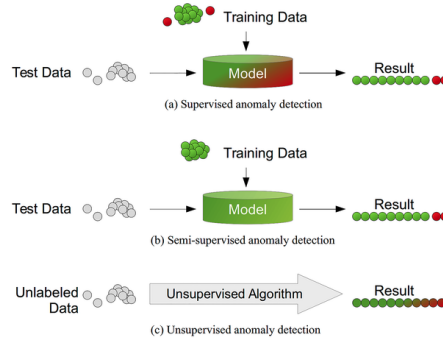 Training Data
Test Data
Model
Result
(a) Supervised anomaly detection
Training Data
Test Data
Model
Result
(b) Semi-supervised anomaly detection
Unlabeled
Data
Unsupervised Algorithm
Result
(c) Unsupervised anomaly detection